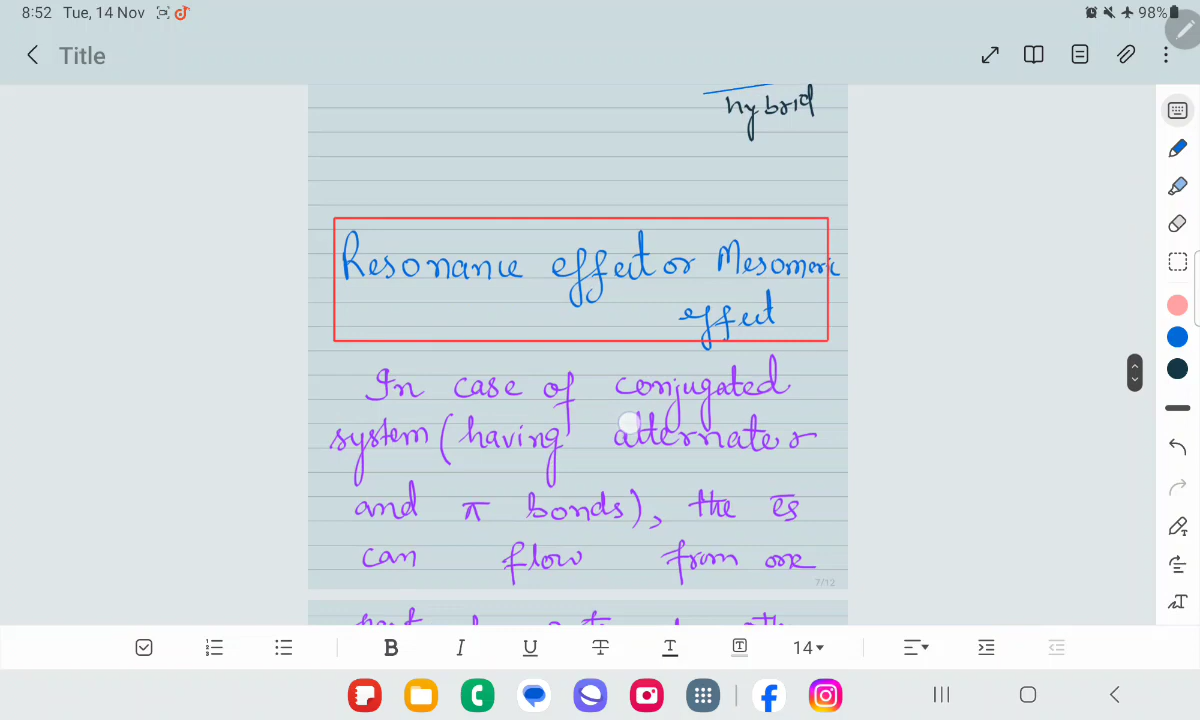 8:52 Tue, 14 Nov 98%
Title
hybrid
Resonance effect or Mesomeric
effect
In case of conjugated
system (having alternate σ
and π bonds), the ēs
can flow from one
7/12
B I U T T T 14